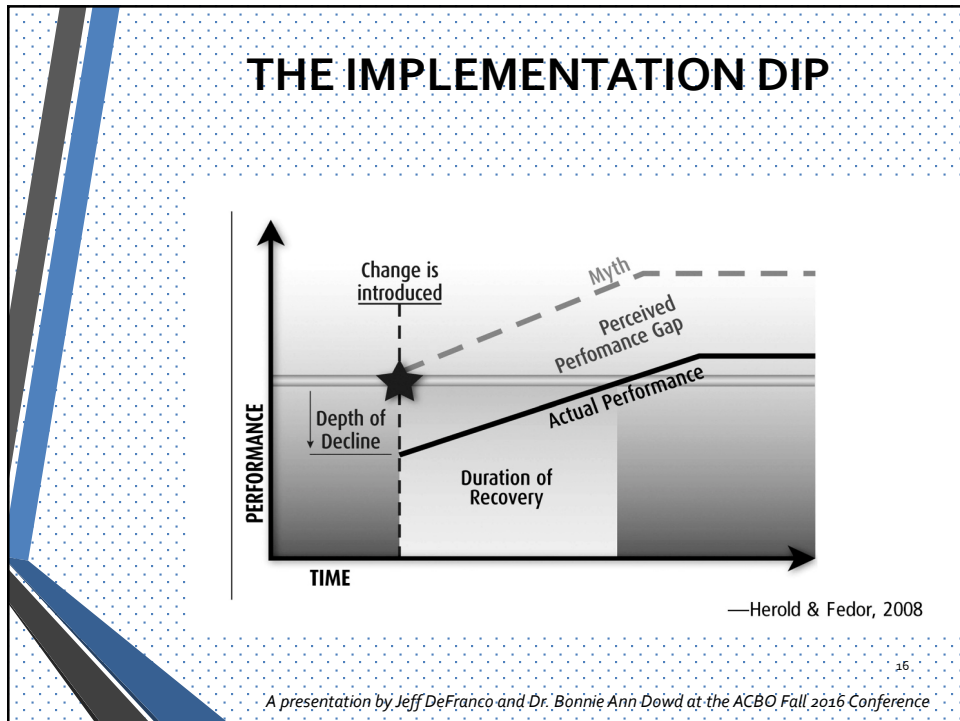 THE IMPLEMENTATION DIP
Change is
introduced
Myth
Perceived
Perfomance Gap
Actual Performance
Depth of
Decline
Duration of
Recovery
PERFORMANCE
TIME
—Herold & Fedor, 2008
16
A presentation by Jeff DeFranco and Dr. Bonnie Ann Dowd at the ACBO Fall 2016 Conference